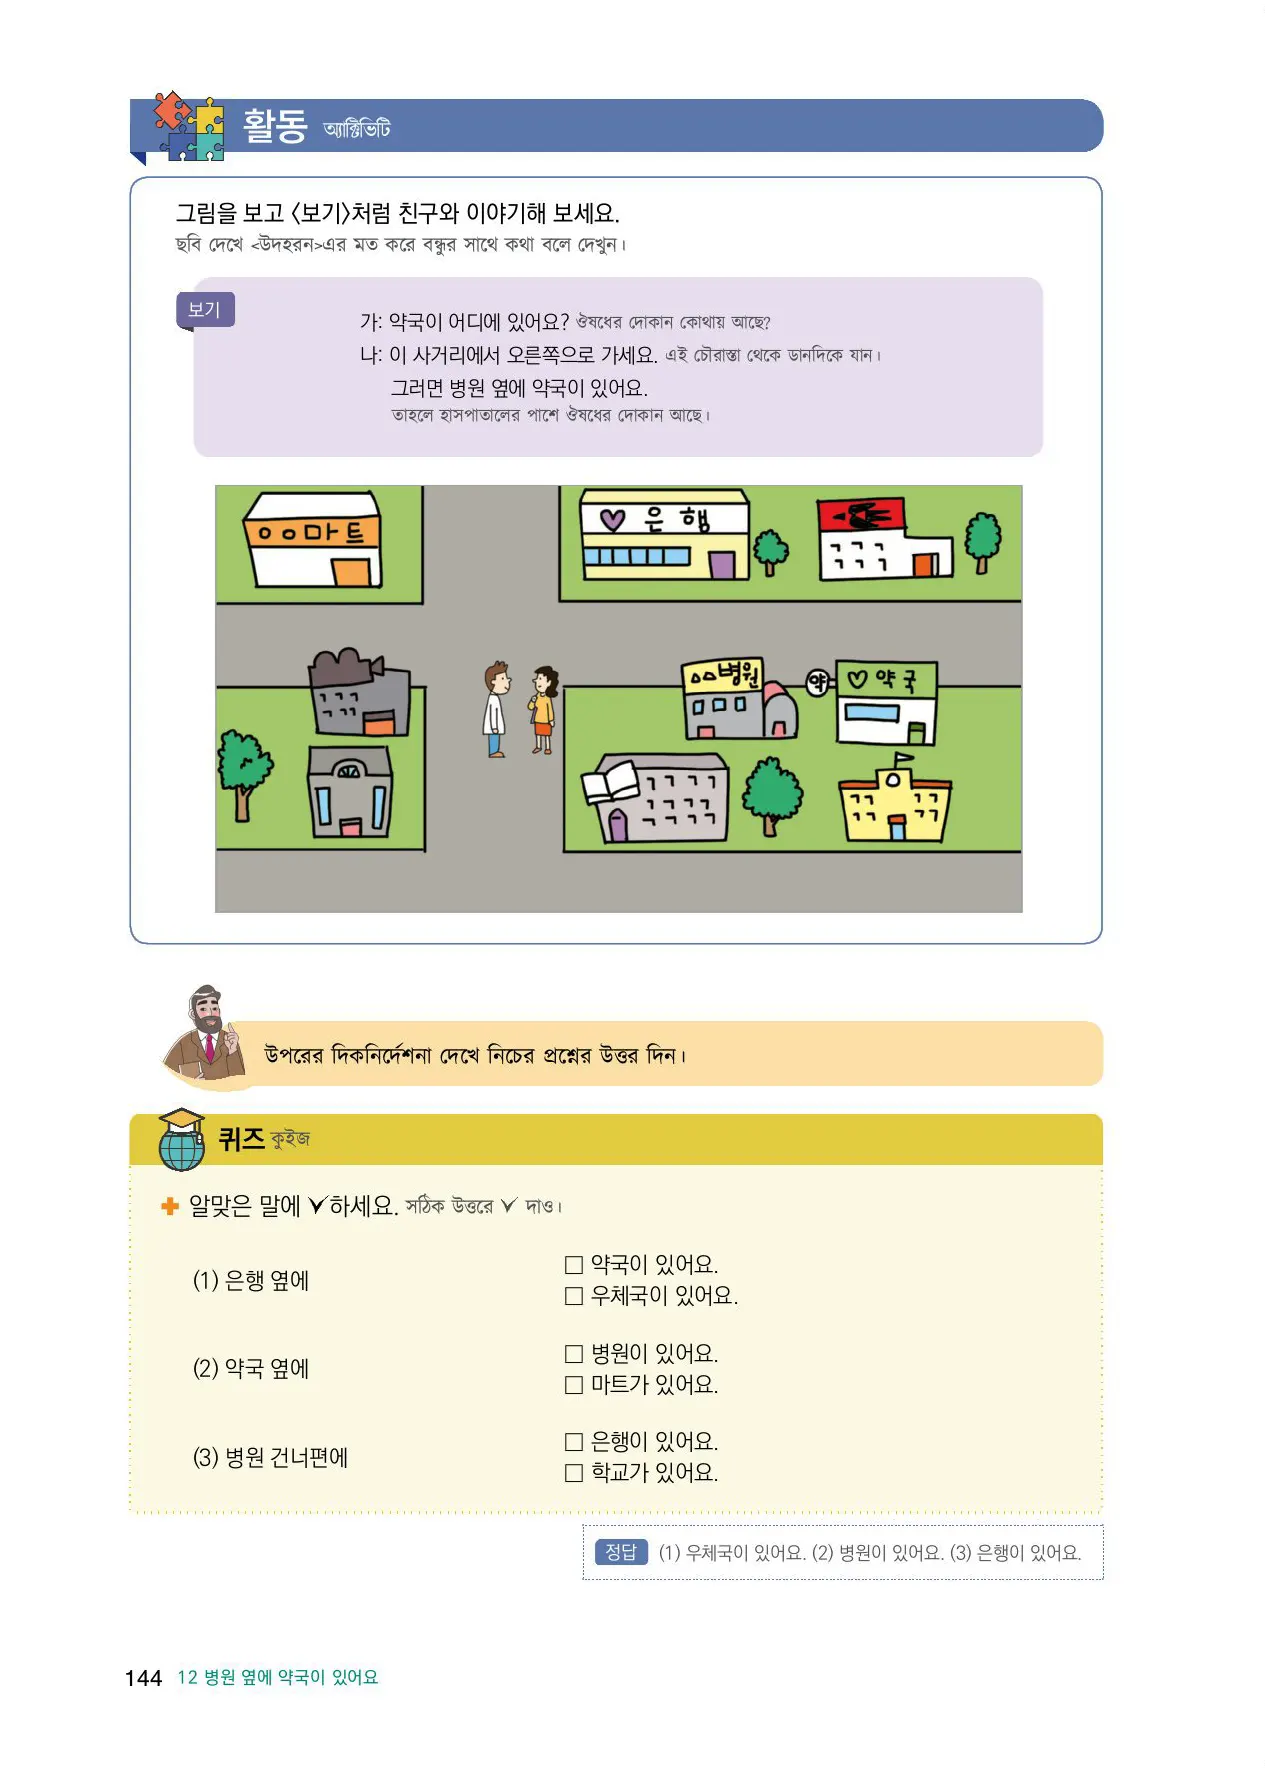 활동 অ্যাক্টিভিটি
그림을 보고 〈보기〉처럼 친구와 이야기해 보세요.
ছবি দেখে <উদহরন>এর মত করে বন্ধুর সাথে কথা বলে দেখুন।
보기
가: 약국이 어디에 있어요? ঔষধের দোকান কোথায় আছে?
나: 이 사거리에서 오른쪽으로 가세요. এই চৌরাস্তা থেকে ডানদিকে যান।
그러면 병원 옆에 약국이 있어요.
তাহলে হাসপাতালের পাশে ঔষধের দোকান আছে।
ㅇㅇ마트
은행
△△병원
약
약국
উপরের দিকনির্দেশনা দেখে নিচের প্রশ্নের উত্তর দিন।
퀴즈 কুইজ
알맞은 말에 ✓하세요. সঠিক উত্তরে ✓ দাও।
(1) 은행 옆에
□ 약국이 있어요.
□ 우체국이 있어요.
(2) 약국 옆에
□ 병원이 있어요.
□ 마트가 있어요.
(3) 병원 건너편에
□ 은행이 있어요.
□ 학교가 있어요.
정답 (1) 우체국이 있어요. (2) 병원이 있어요. (3) 은행이 있어요.
144 12 병원 옆에 약국이 있어요